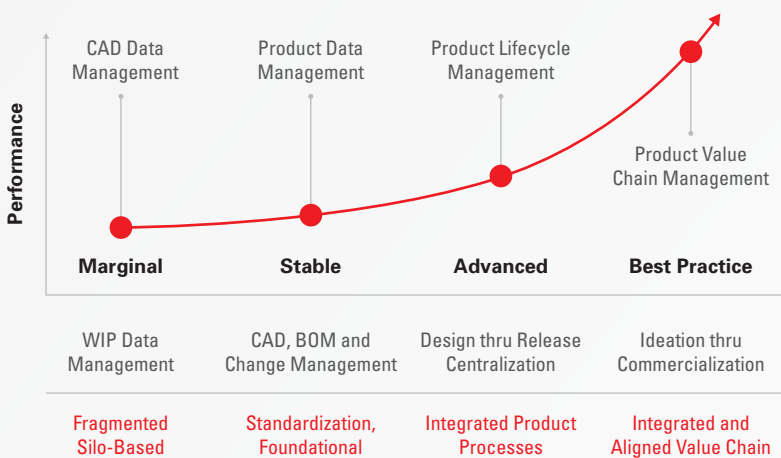 CAD Data
Management
Product Data
Management
Product Lifecycle
Management
Product Value
Chain Management
Performance
Marginal
Stable
Advanced
Best Practice
WIP Data
Management
CAD, BOM and
Change Management
Design thru Release
Centralization
Ideation thru
Commercialization
Fragmented
Silo-Based
Standardization,
Foundational
Integrated Product
Processes
Integrated and
Aligned Value Chain